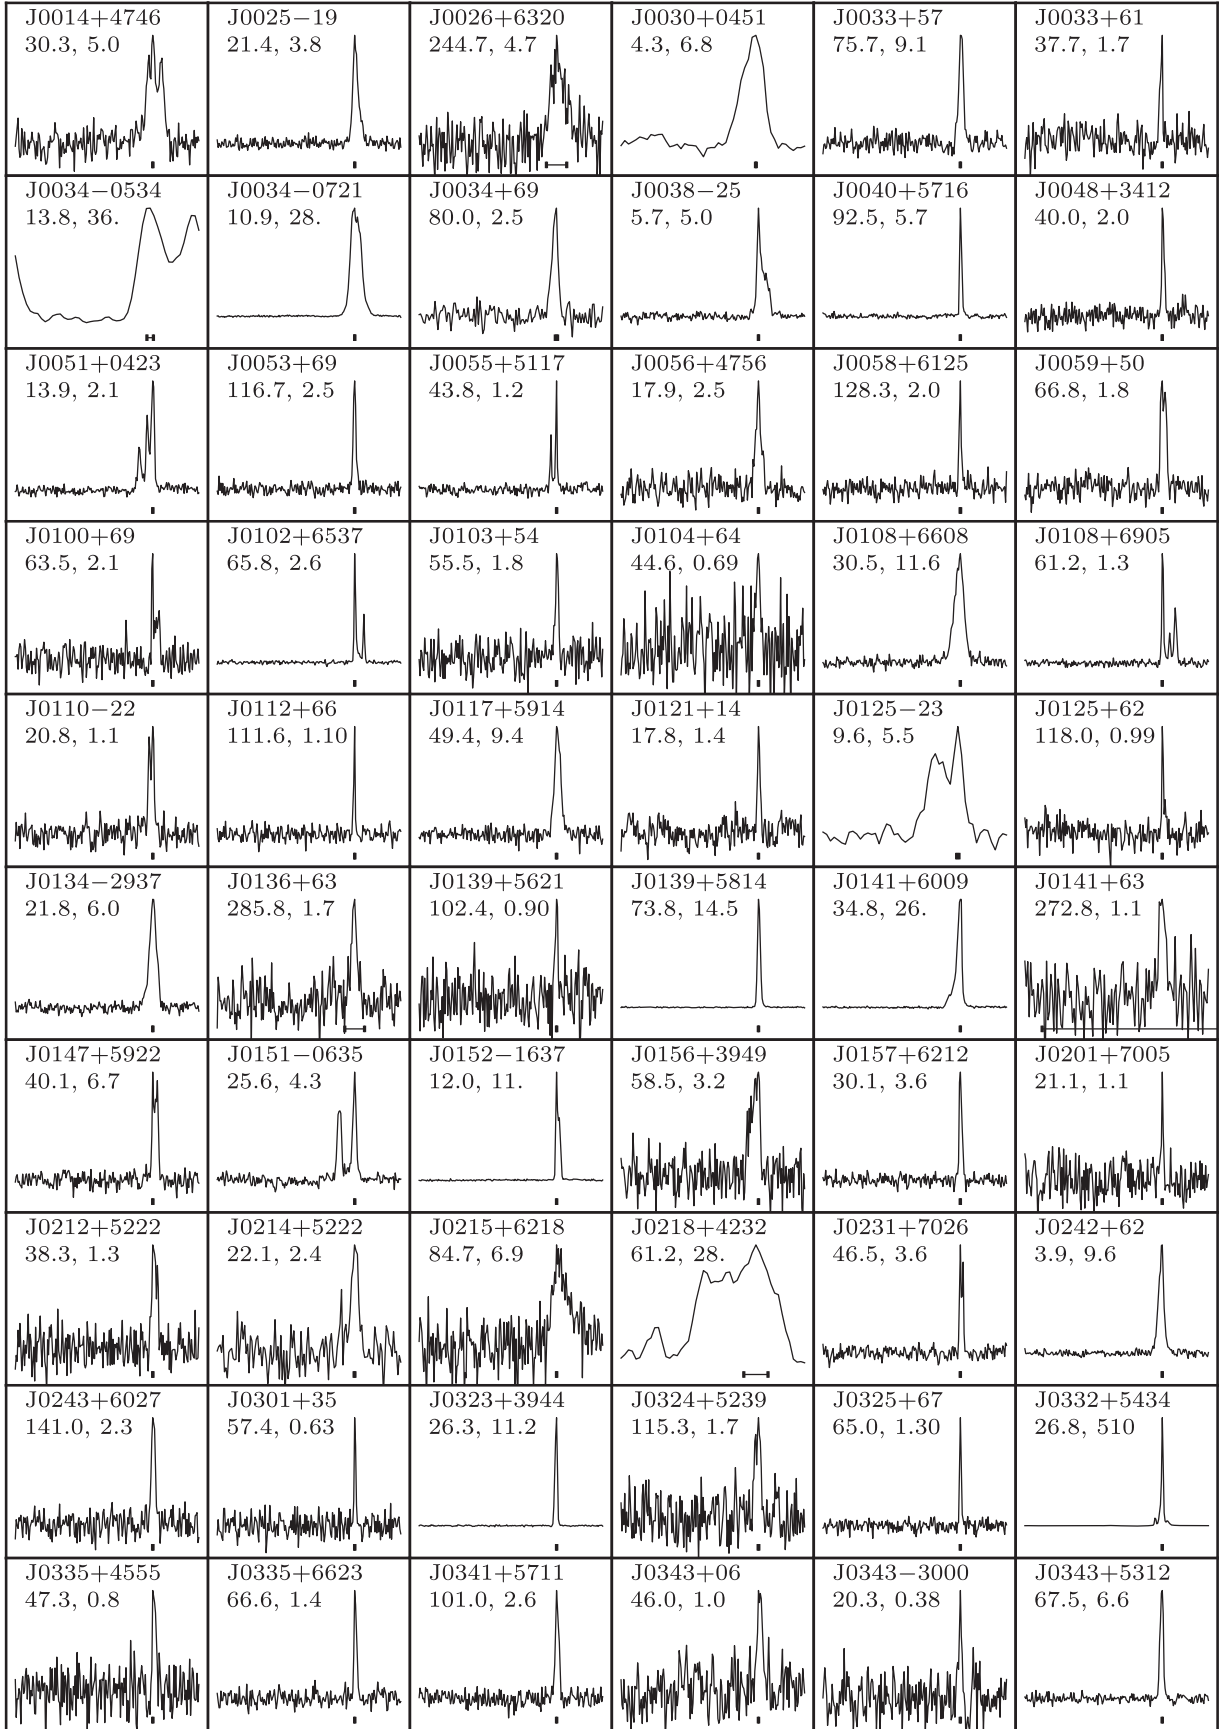 J0014+4746 J0025−19 J0026+6320 J0030+0451 J0033+57 J0033+61
30.3, 5.0 21.4, 3.8 244.7, 4.7 4.3, 6.8 75.7, 9.1 37.7, 1.7
J0034−0534 J0034−0721 J0034+69 J0038−25 J0040+5716 J0048+3412
13.8, 36. 10.9, 28. 80.0, 2.5 5.7, 5.0 92.5, 5.7 40.0, 2.0
J0051+0423 J0053+69 J0055+5117 J0056+4756 J0058+6125 J0059+50
13.9, 2.1 116.7, 2.5 43.8, 1.2 17.9, 2.5 128.3, 2.0 66.8, 1.8
J0100+69 J0102+6537 J0103+54 J0104+64 J0108+6608 J0108+6905
63.5, 2.1 65.8, 2.6 55.5, 1.8 44.6, 0.69 30.5, 11.6 61.2, 1.3
J0110−22 J0112+66 J0117+5914 J0121+14 J0125−23 J0125+62
20.8, 1.1 111.6, 1.10 49.4, 9.4 17.8, 1.4 9.6, 5.5 118.0, 0.99
J0134−2937 J0136+63 J0139+5621 J0139+5814 J0141+6009 J0141+63
21.8, 6.0 285.8, 1.7 102.4, 0.90 73.8, 14.5 34.8, 26. 272.8, 1.1
J0147+5922 J0151−0635 J0152−1637 J0156+3949 J0157+6212 J0201+7005
40.1, 6.7 25.6, 4.3 12.0, 11. 58.5, 3.2 30.1, 3.6 21.1, 1.1
J0212+5222 J0214+5222 J0215+6218 J0218+4232 J0231+7026 J0242+62
38.3, 1.3 22.1, 2.4 84.7, 6.9 61.2, 28. 46.5, 3.6 3.9, 9.6
J0243+6027 J0301+35 J0323+3944 J0324+5239 J0325+67 J0332+5434
141.0, 2.3 57.4, 0.63 26.3, 11.2 115.3, 1.7 65.0, 1.30 26.8, 510
J0335+4555 J0335+6623 J0341+5711 J0343+06 J0343−3000 J0343+5312
47.3, 0.8 66.6, 1.4 101.0, 2.6 46.0, 1.0 20.3, 0.38 67.5, 6.6